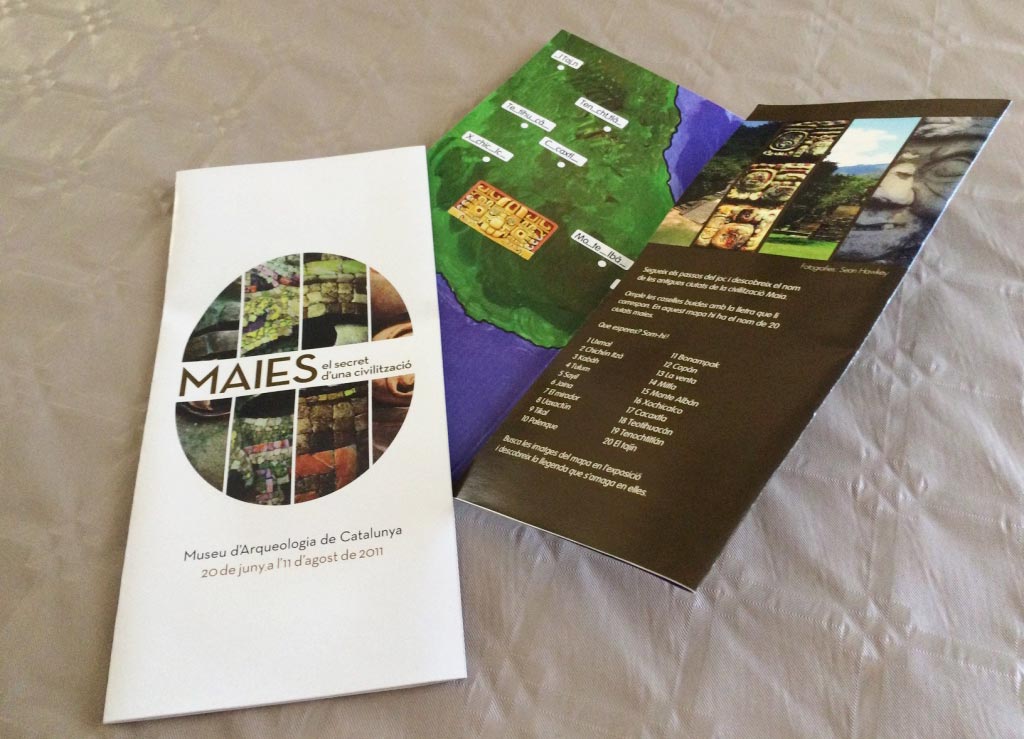 MAIES el secret
d'una civilització
Museu d'Arqueologia de Catalunya
20 de juny a l'11 d'agost de 2011
Te_tihu_cà_
Ten_cht_tlà_
X_chic_lc_
C_caxtl_
Mo_te_ lbà_
Fotografies: Sean Hawkey
Segueix els passos del joc i descobreix el nom
de les antigues ciutats de la civilització Maia.
Omple les caselles buides amb la lletra que li
correspon. En aquest mapa hi ha el nom de 20
ciutats maies.
Que esperes? Som-hi!
1 Uxmal
2 Chichén Itzá
3 Kabáh
4 Tulum
5 Sayil
6 Jaina
7 El mirador
8 Uaxactún
9 Tikal
10 Palenque
11 Bonampak
12 Copán
13 La venta
14 Mitla
15 Monte Albán
16 Xochicalco
17 Cacaxtla
18 Teotihuacán
19 Tenochtitlán
20 El tajin
Busca les imatges del mapa en l'exposició
i descobreix la llegenda que s'amaga en elles.